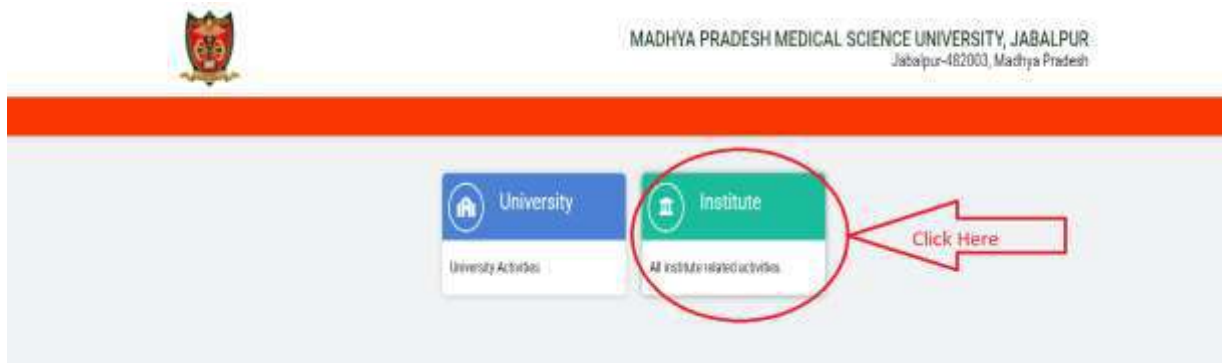 MADHYA PRADESH MEDICAL SCIENCE UNIVERSITY, JABALPUR
Jabalpur-482003, Madhya Pradesh
University
Institute
Click Here
University Activities
All institute related activities.